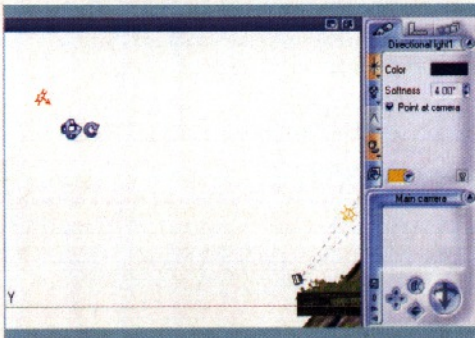 Directional light1
Color
Softness 4.00°
Point at camera
Main camera
Y